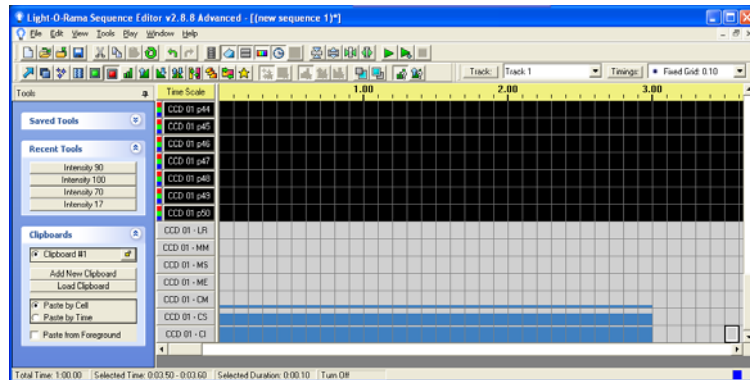 Light-O-Rama Sequence Editor v2.8.8 Advanced - [(new sequence 1)*]
File Edit View Tools Play Window Help
Track: Track 1 Timings: Fixed Grid: 0.10
Tools
Time Scale 1.00 2.00 3.00
Saved Tools
Recent Tools
Intensity 90
Intensity 100
Intensity 70
Intensity 17
Clipboards
Clipboard #1
Add New Clipboard
Load Clipboard
Paste by Cell
Paste by Time
Paste from Foreground
CCD 01 p44
CCD 01 p45
CCD 01 p46
CCD 01 p47
CCD 01 p48
CCD 01 p49
CCD 01 p50
CCD 01 - LR
CCD 01 - MM
CCD 01 - MS
CCD 01 - ME
CCD 01 - CM
CCD 01 - CS
CCD 01 - CI
Total Time: 1:00.00 Selected Time: 0:03.50 - 0:03.60 Selected Duration: 0:00.10 Turn Off